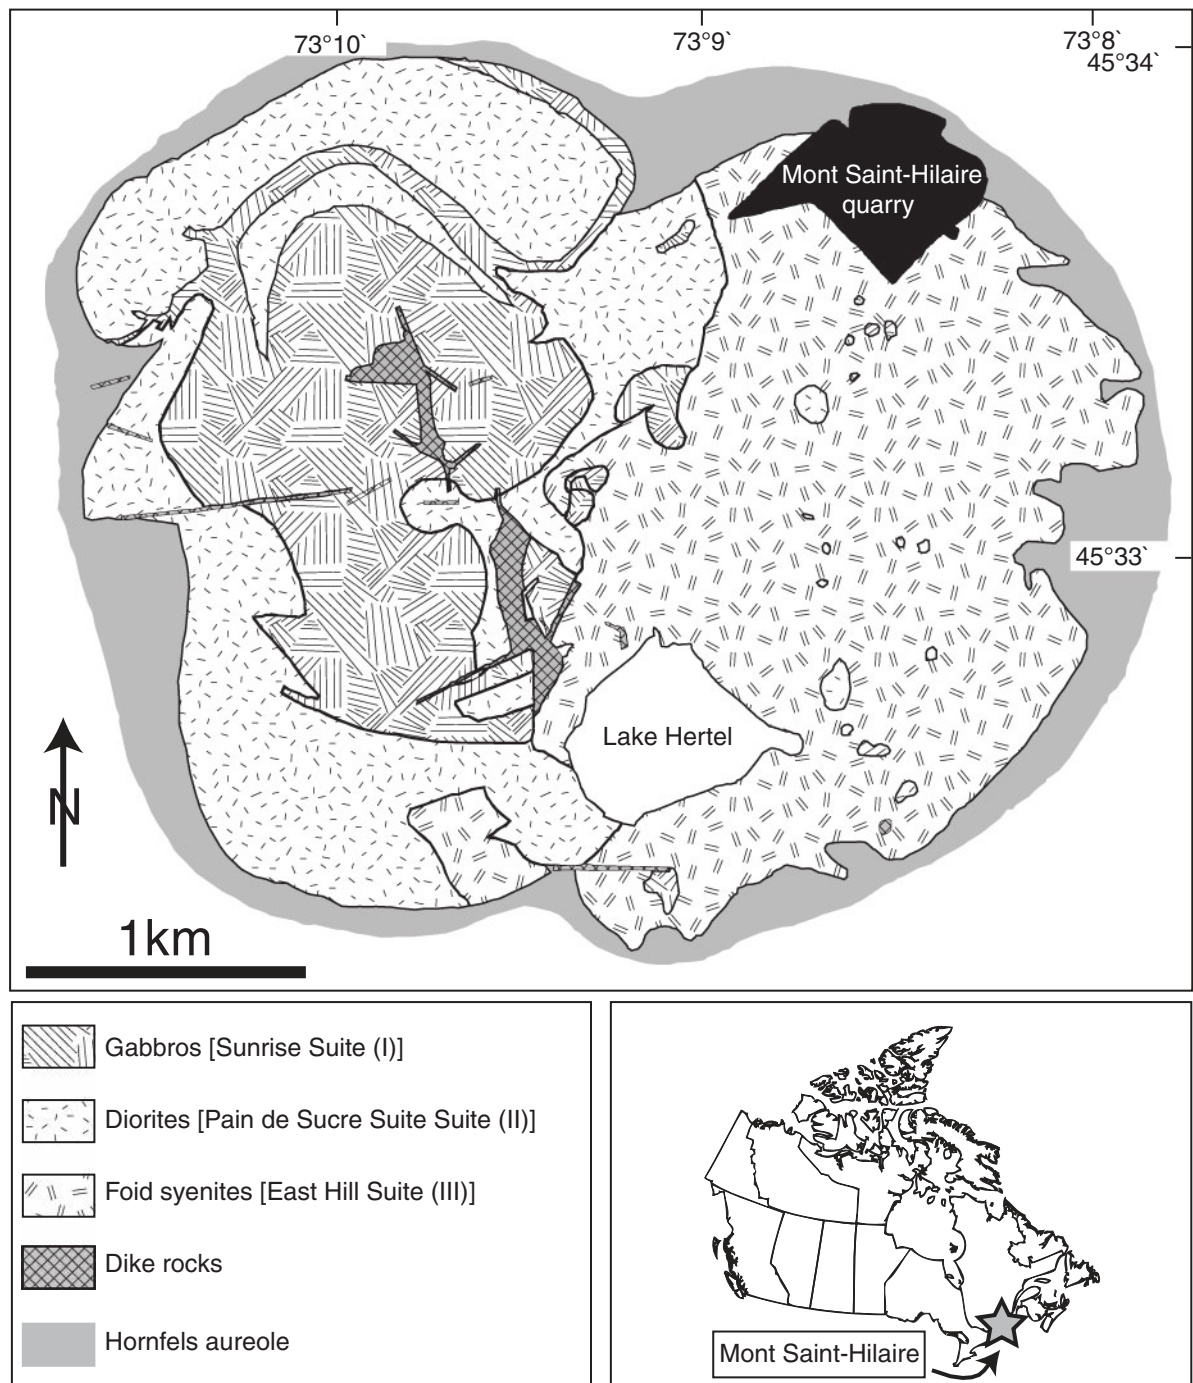 73°10`
73°9`
73°8`
45°34`
Mont Saint-Hilaire
quarry
45°33`
Lake Hertel
N
1km
Gabbros [Sunrise Suite (I)]
Diorites [Pain de Sucre Suite Suite (II)]
Foid syenites [East Hill Suite (III)]
Dike rocks
Hornfels aureole
Mont Saint-Hilaire